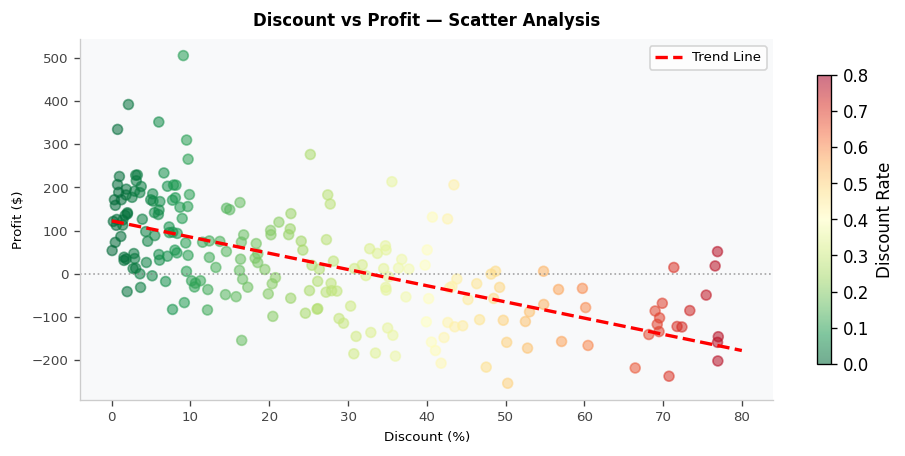 Discount vs Profit — Scatter Analysis
Trend Line
500
400
300
200
100
0
−100
−200
Profit ($)
0 10 20 30 40 50 60 70 80
Discount (%)
0.8
0.7
0.6
0.5
0.4
0.3
0.2
0.1
0.0
Discount Rate